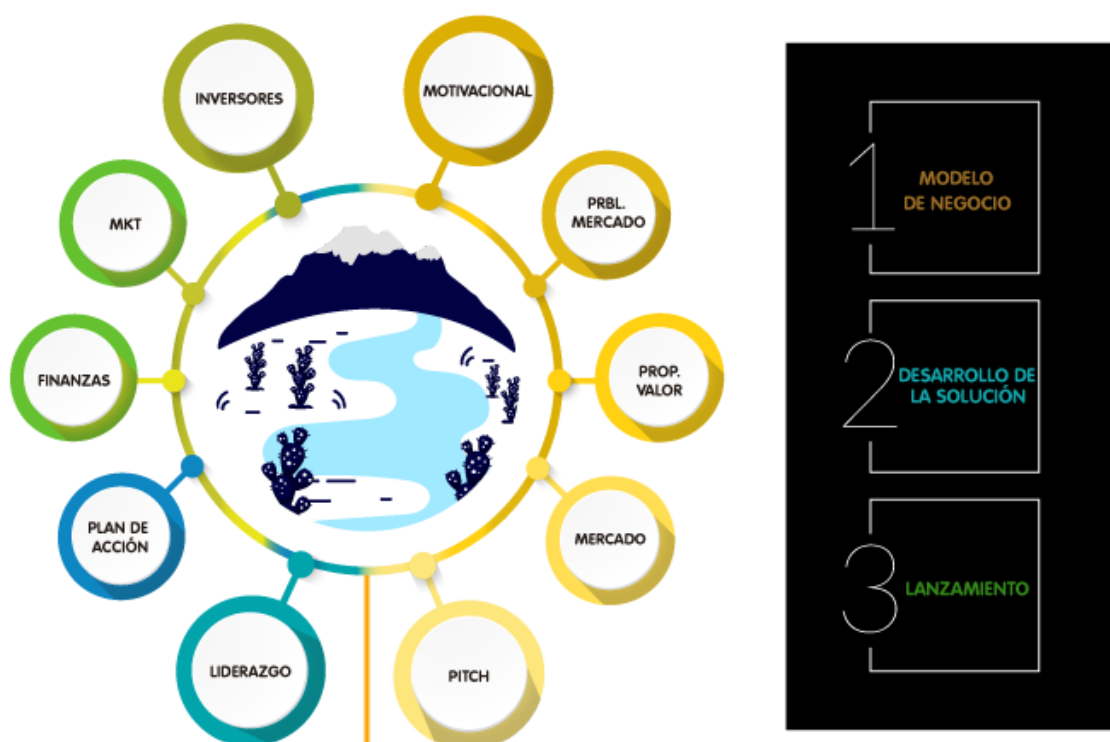 INVERSORES
MOTIVACIONAL
MKT
PRBL.
MERCADO
FINANZAS
PROP.
VALOR
PLAN DE
ACCIÓN
MERCADO
LIDERAZGO
PITCH
1
MODELO
DE NEGOCIO
2
DESARROLLO DE
LA SOLUCIÓN
3
LANZAMIENTO